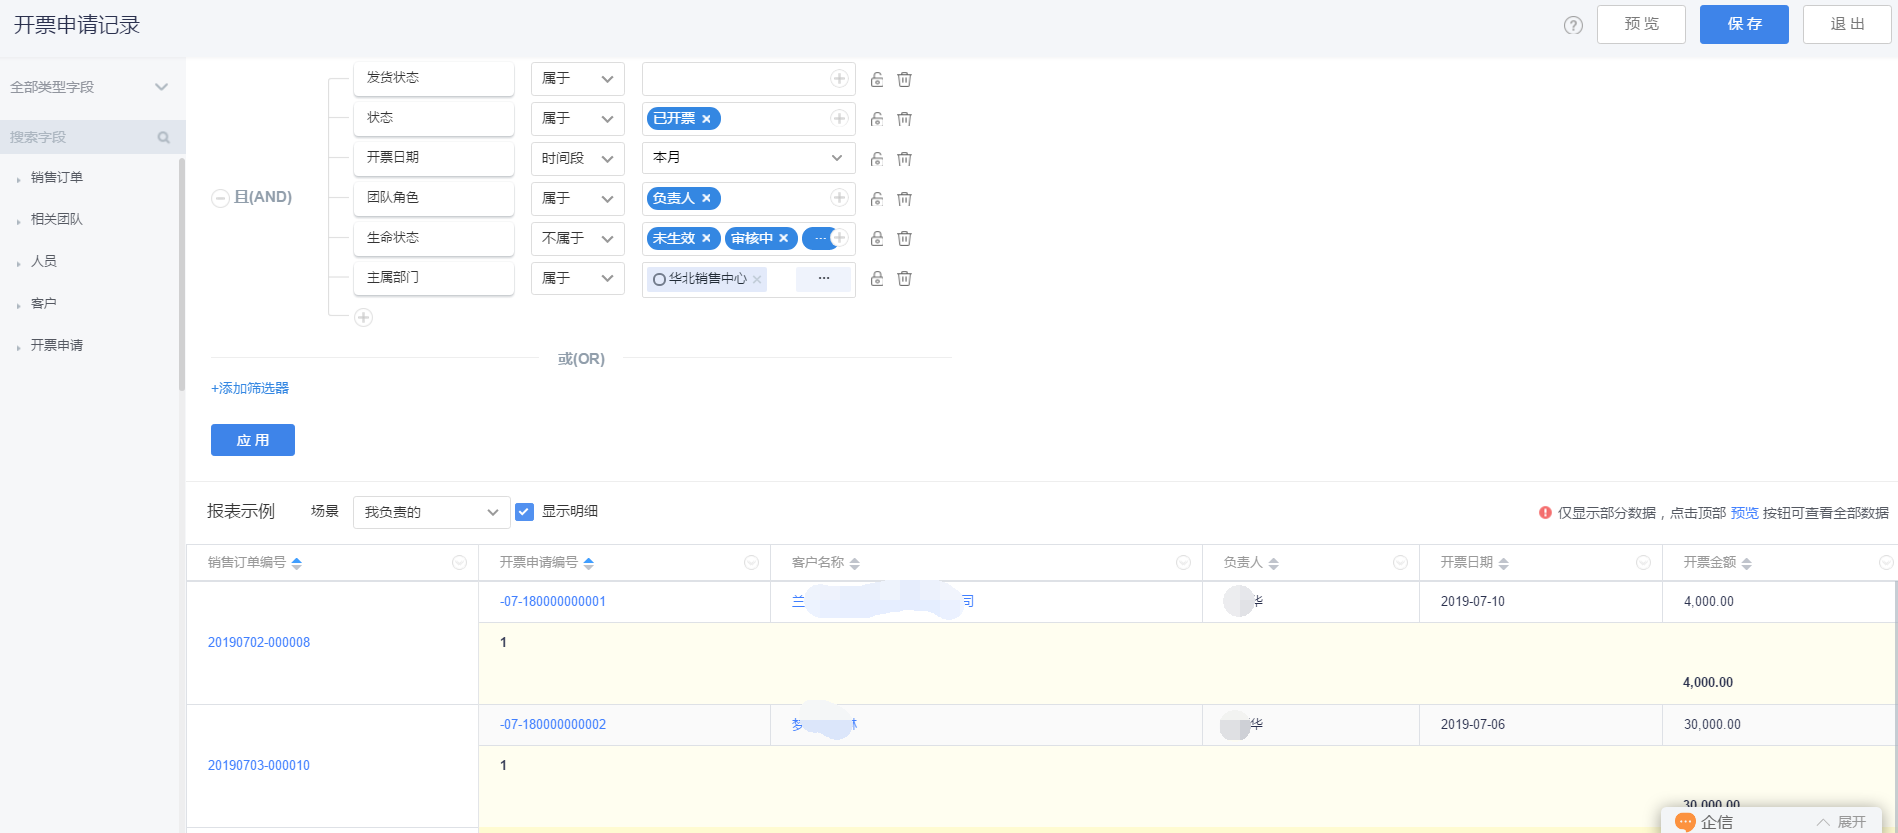 开票申请记录
预 览
保 存
退 出
全部类型字段
搜索字段
销售订单
相关团队
人员
客户
开票申请
且(AND)
发货状态 属于
状态 属于 已开票 ×
开票日期 时间段 本月
团队角色 属于 负责人 ×
生命状态 不属于 未生效 × 审核中 × ...
主属部门 属于 华北销售中心 × ...
或(OR)
+添加筛选器
应 用
报表示例 场景 我负责的 显示明细 仅显示部分数据，点击顶部 预览 按钮可查看全部数据
销售订单编号 开票申请编号 客户名称 负责人 开票日期 开票金额
20190702-000008 -07-180000000001 兰 司 华 2019-07-10 4,000.00
1
4,000.00
20190703-000010 -07-180000000002 梦 林 华 2019-07-06 30,000.00
1
30,000.00
企信 展开